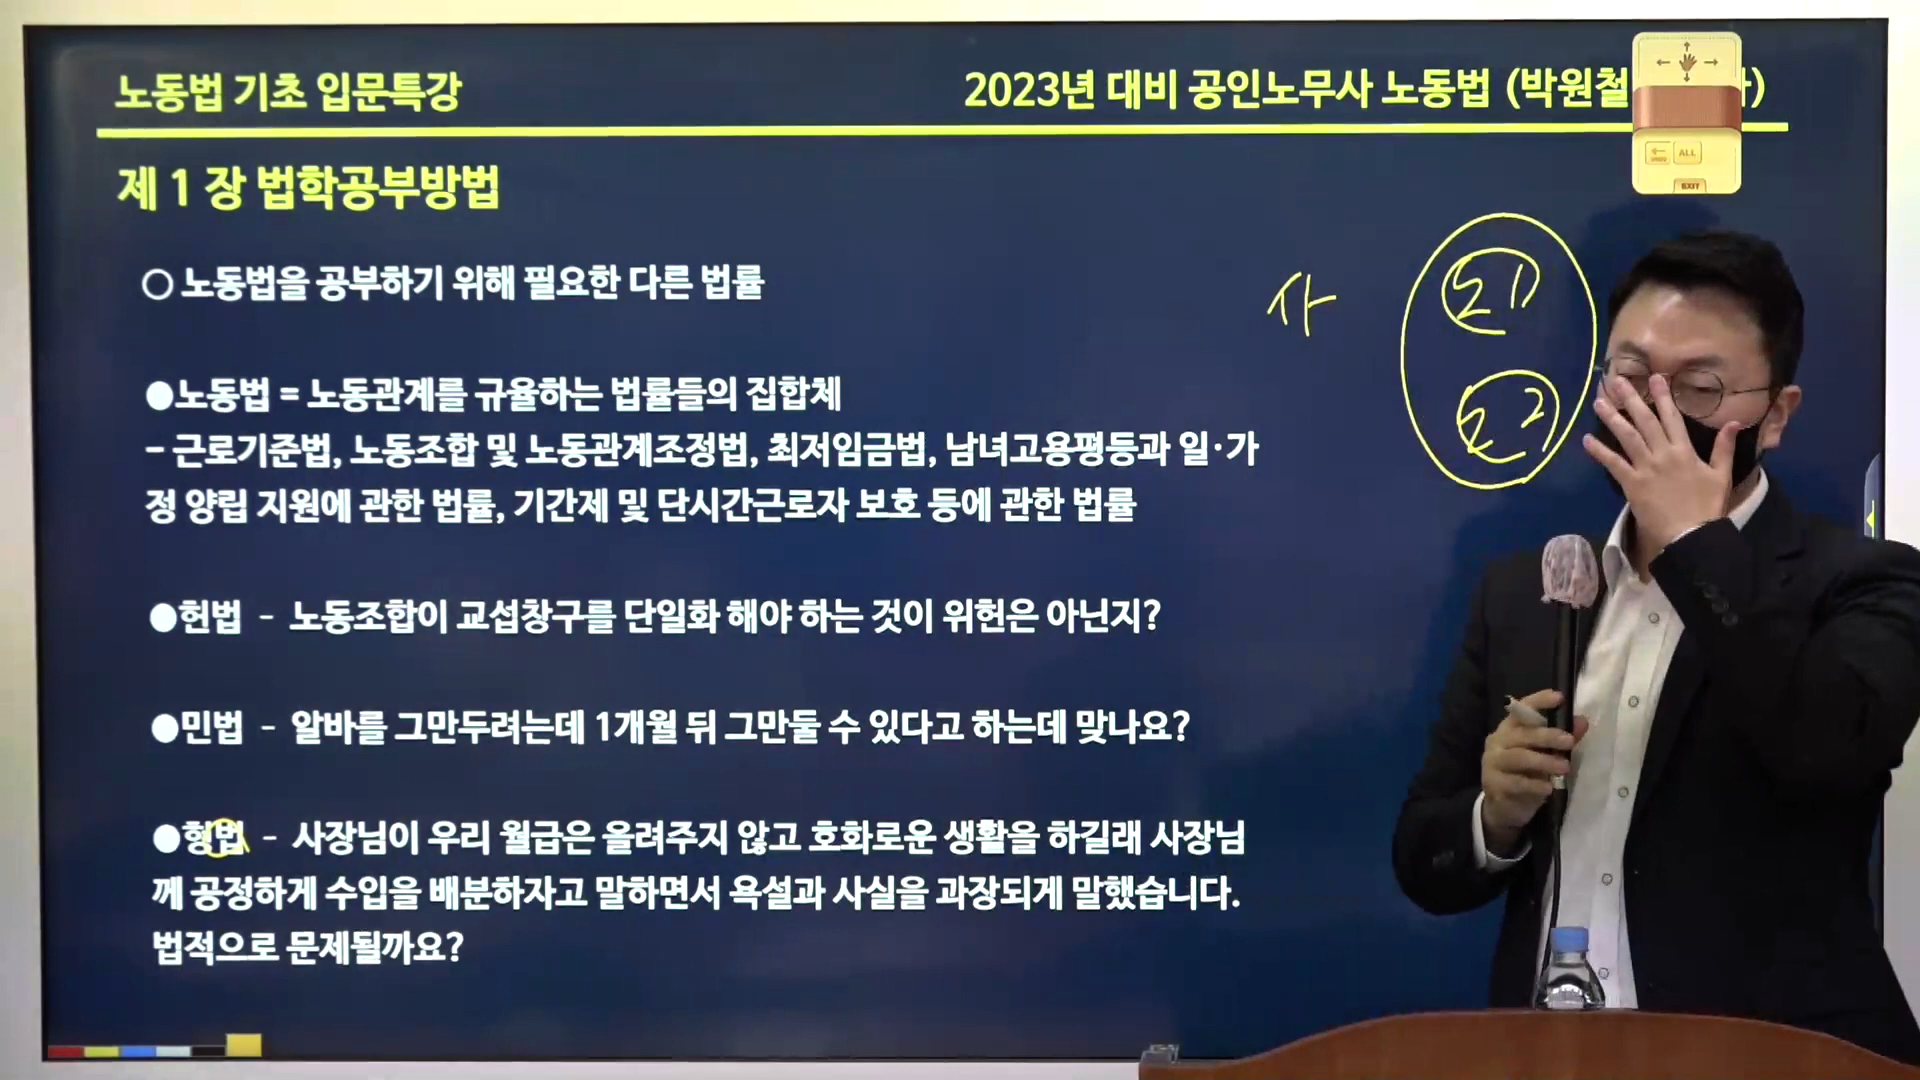 노동법 기초 입문특강
2023년 대비 공인노무사 노동법 (박원철
제 1 장 법학공부방법
○ 노동법을 공부하기 위해 필요한 다른 법률
●노동법 = 노동관계를 규율하는 법률들의 집합체
- 근로기준법, 노동조합 및 노동관계조정법, 최저임금법, 남녀고용평등과 일·가
정 양립 지원에 관한 법률, 기간제 및 단시간근로자 보호 등에 관한 법률
●헌법 - 노동조합이 교섭창구를 단일화 해야 하는 것이 위헌은 아닌지?
●민법 - 알바를 그만두려는데 1개월 뒤 그만둘 수 있다고 하는데 맞나요?
●형법 - 사장님이 우리 월급은 올려주지 않고 호화로운 생활을 하길래 사장님
께 공정하게 수입을 배분하자고 말하면서 욕설과 사실을 과장되게 말했습니다.
법적으로 문제될까요?
사
노1
노2
UNDO ALL
EXIT